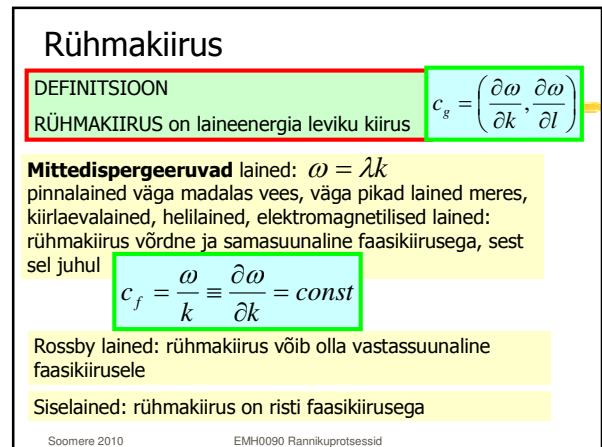 Rühmakiirus
DEFINITSIOON
RÜHMAKIIRUS on laineenergia leviku kiirus
c_g = (∂ω/∂k, ∂ω/∂l)
Mittedispergeeruvad lained: ω = λk
pinnalained väga madalas vees, väga pikad lained meres,
kiirlaevalained, helilained, elektromagnetilised lained:
rühmakiirus võrdne ja samasuunaline faasikiirusega, sest
sel juhul
c_f = ω/k ≡ ∂ω/∂k = const
Rossby lained: rühmakiirus võib olla vastassuunaline
faasikiirusele
Siselained: rühmakiirus on risti faasikiirusega
Soomere 2010 EMH0090 Rannikuprotsessid